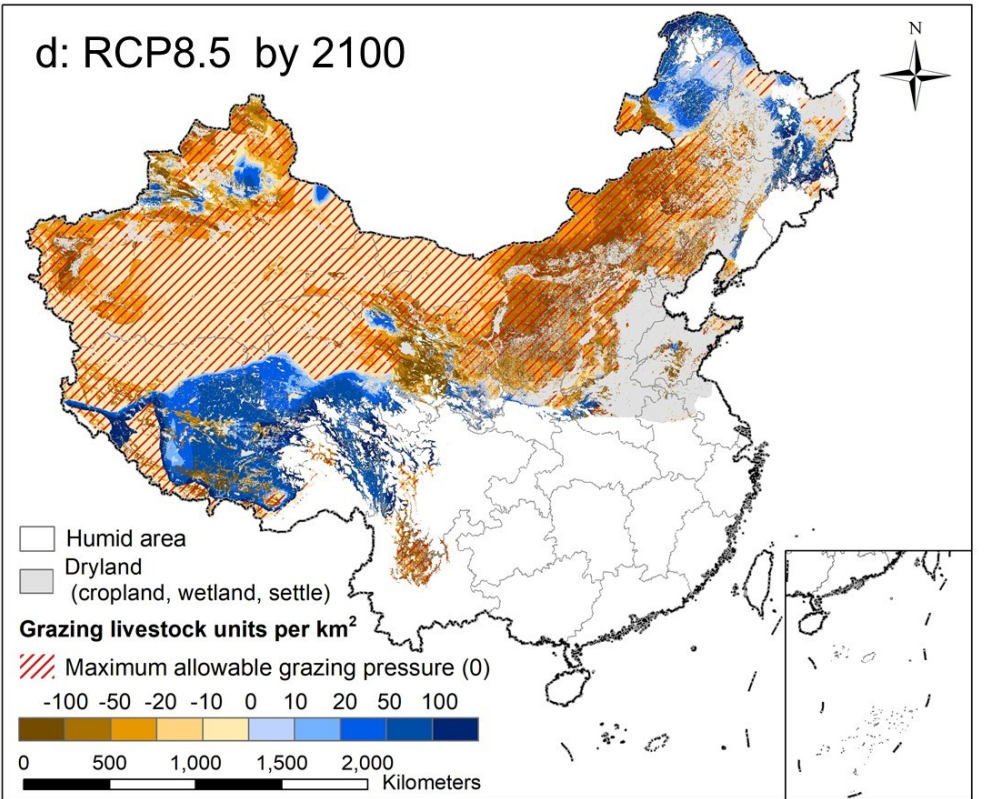 d: RCP8.5 by 2100
N
Humid area
Dryland
(cropland, wetland, settle)
Grazing livestock units per km²
Maximum allowable grazing pressure (0)
-100 -50 -20 -10 0 10 20 50 100
0 500 1,000 1,500 2,000
Kilometers